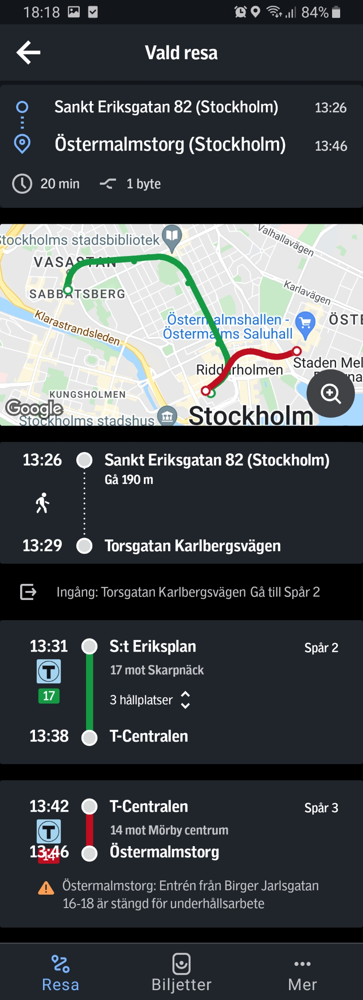 18:18 84%
Vald resa
Sankt Eriksgatan 82 (Stockholm) 13:26
Östermalmstorg (Stockholm) 13:46
20 min 1 byte
Stockholms stadsbibliotek
Valhallavägen
VASASTAN
Karlavägen
SABBATSBERG
Klarastrandsleden
Östermalmshallen -
Östermalms Saluhall
ÖSTE
Ridderholmen
Staden Mel
KUNGSHOLMEN
Google
Stockholms stadshus
Stockholm
13:26 Sankt Eriksgatan 82 (Stockholm)
Gå 190 m
13:29 Torsgatan Karlbergsvägen
Ingång: Torsgatan Karlbergsvägen Gå till Spår 2
13:31 S:t Eriksplan Spår 2
T 17 mot Skarpnäck
17 3 hållplatser
13:38 T-Centralen
13:42 T-Centralen Spår 3
T 14 mot Mörby centrum
13:46 Östermalmstorg
14
Östermalmstorg: Entrén från Birger Jarlsgatan
16-18 är stängd för underhållsarbete
Resa Biljetter Mer